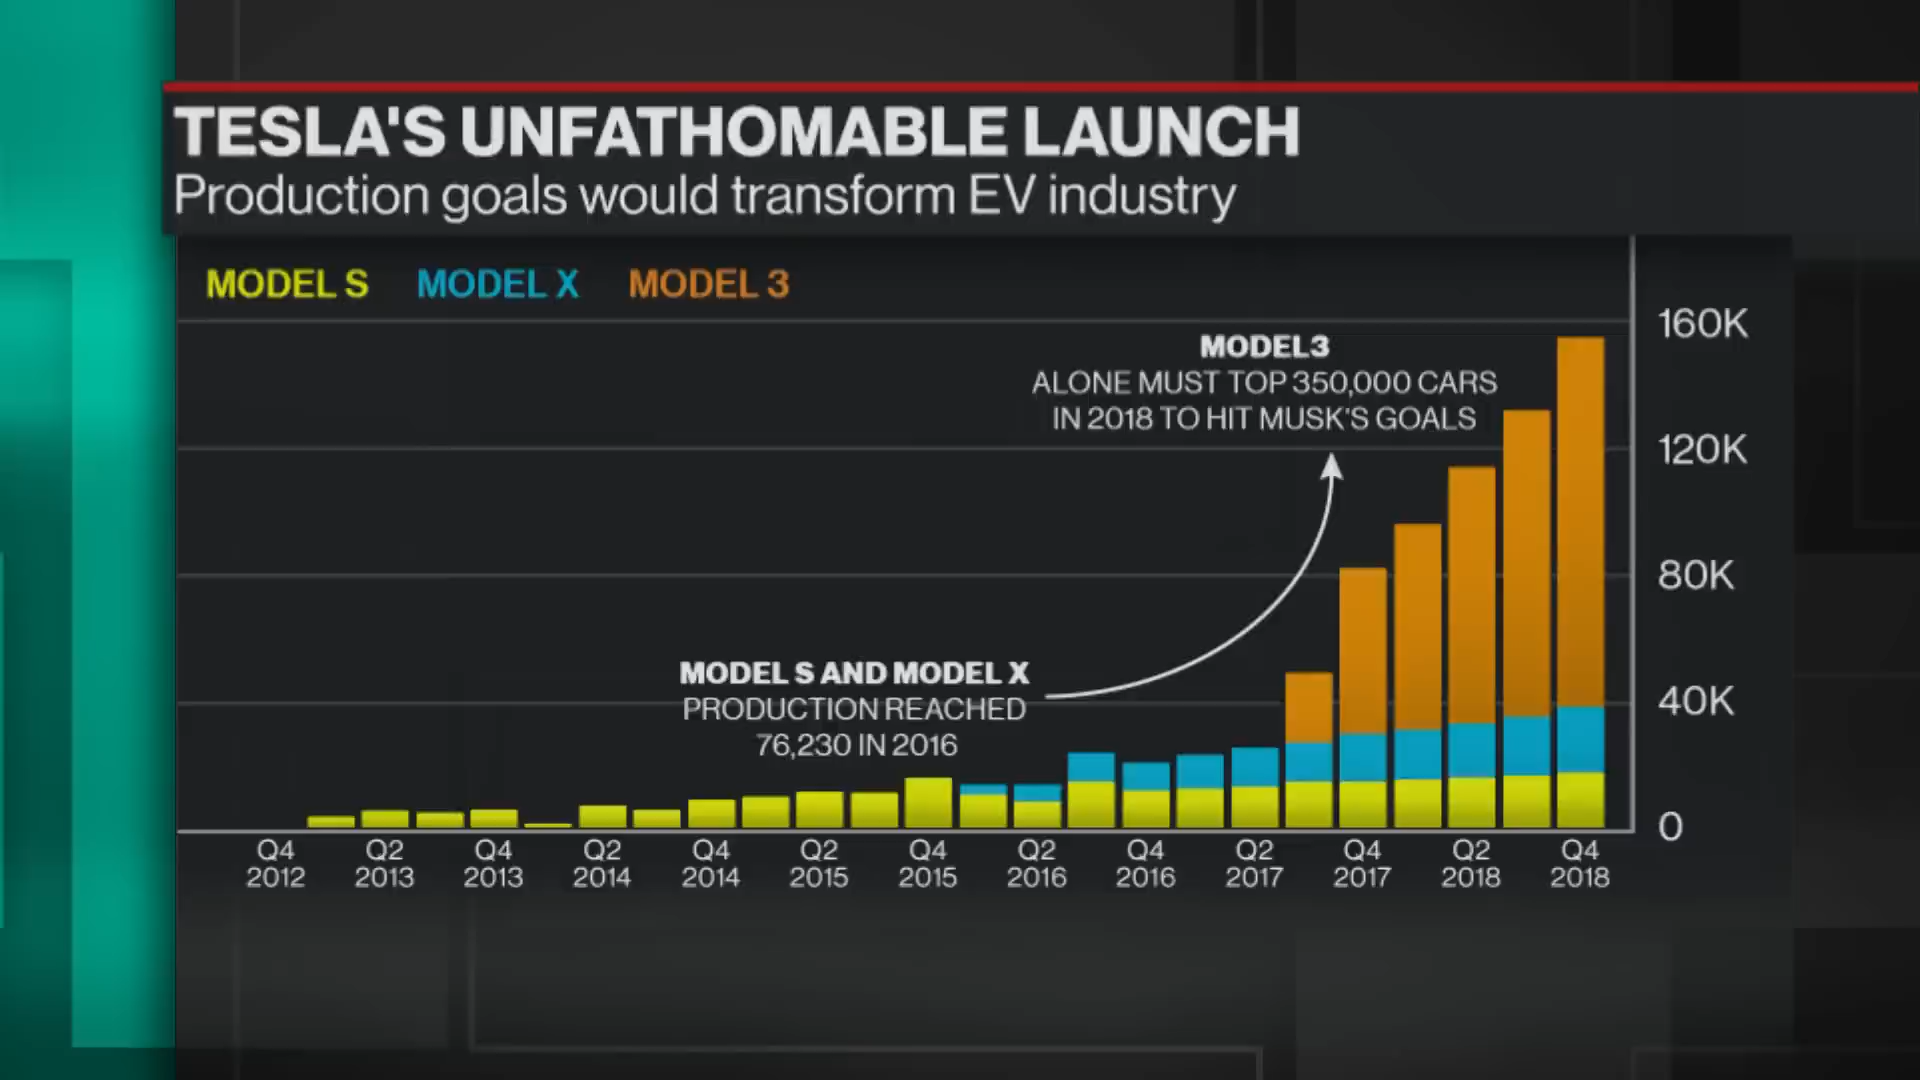 TESLA'S UNFATHOMABLE LAUNCH
Production goals would transform EV industry
MODEL S MODEL X MODEL 3
160K
MODEL3
ALONE MUST TOP 350,000 CARS
IN 2018 TO HIT MUSK'S GOALS
120K
80K
MODEL S AND MODEL X
PRODUCTION REACHED
76,230 IN 2016
40K
0
Q4 Q2 Q4 Q2 Q4 Q2 Q4 Q2 Q4 Q2 Q4 Q2 Q4
2012 2013 2013 2014 2014 2015 2015 2016 2016 2017 2017 2018 2018